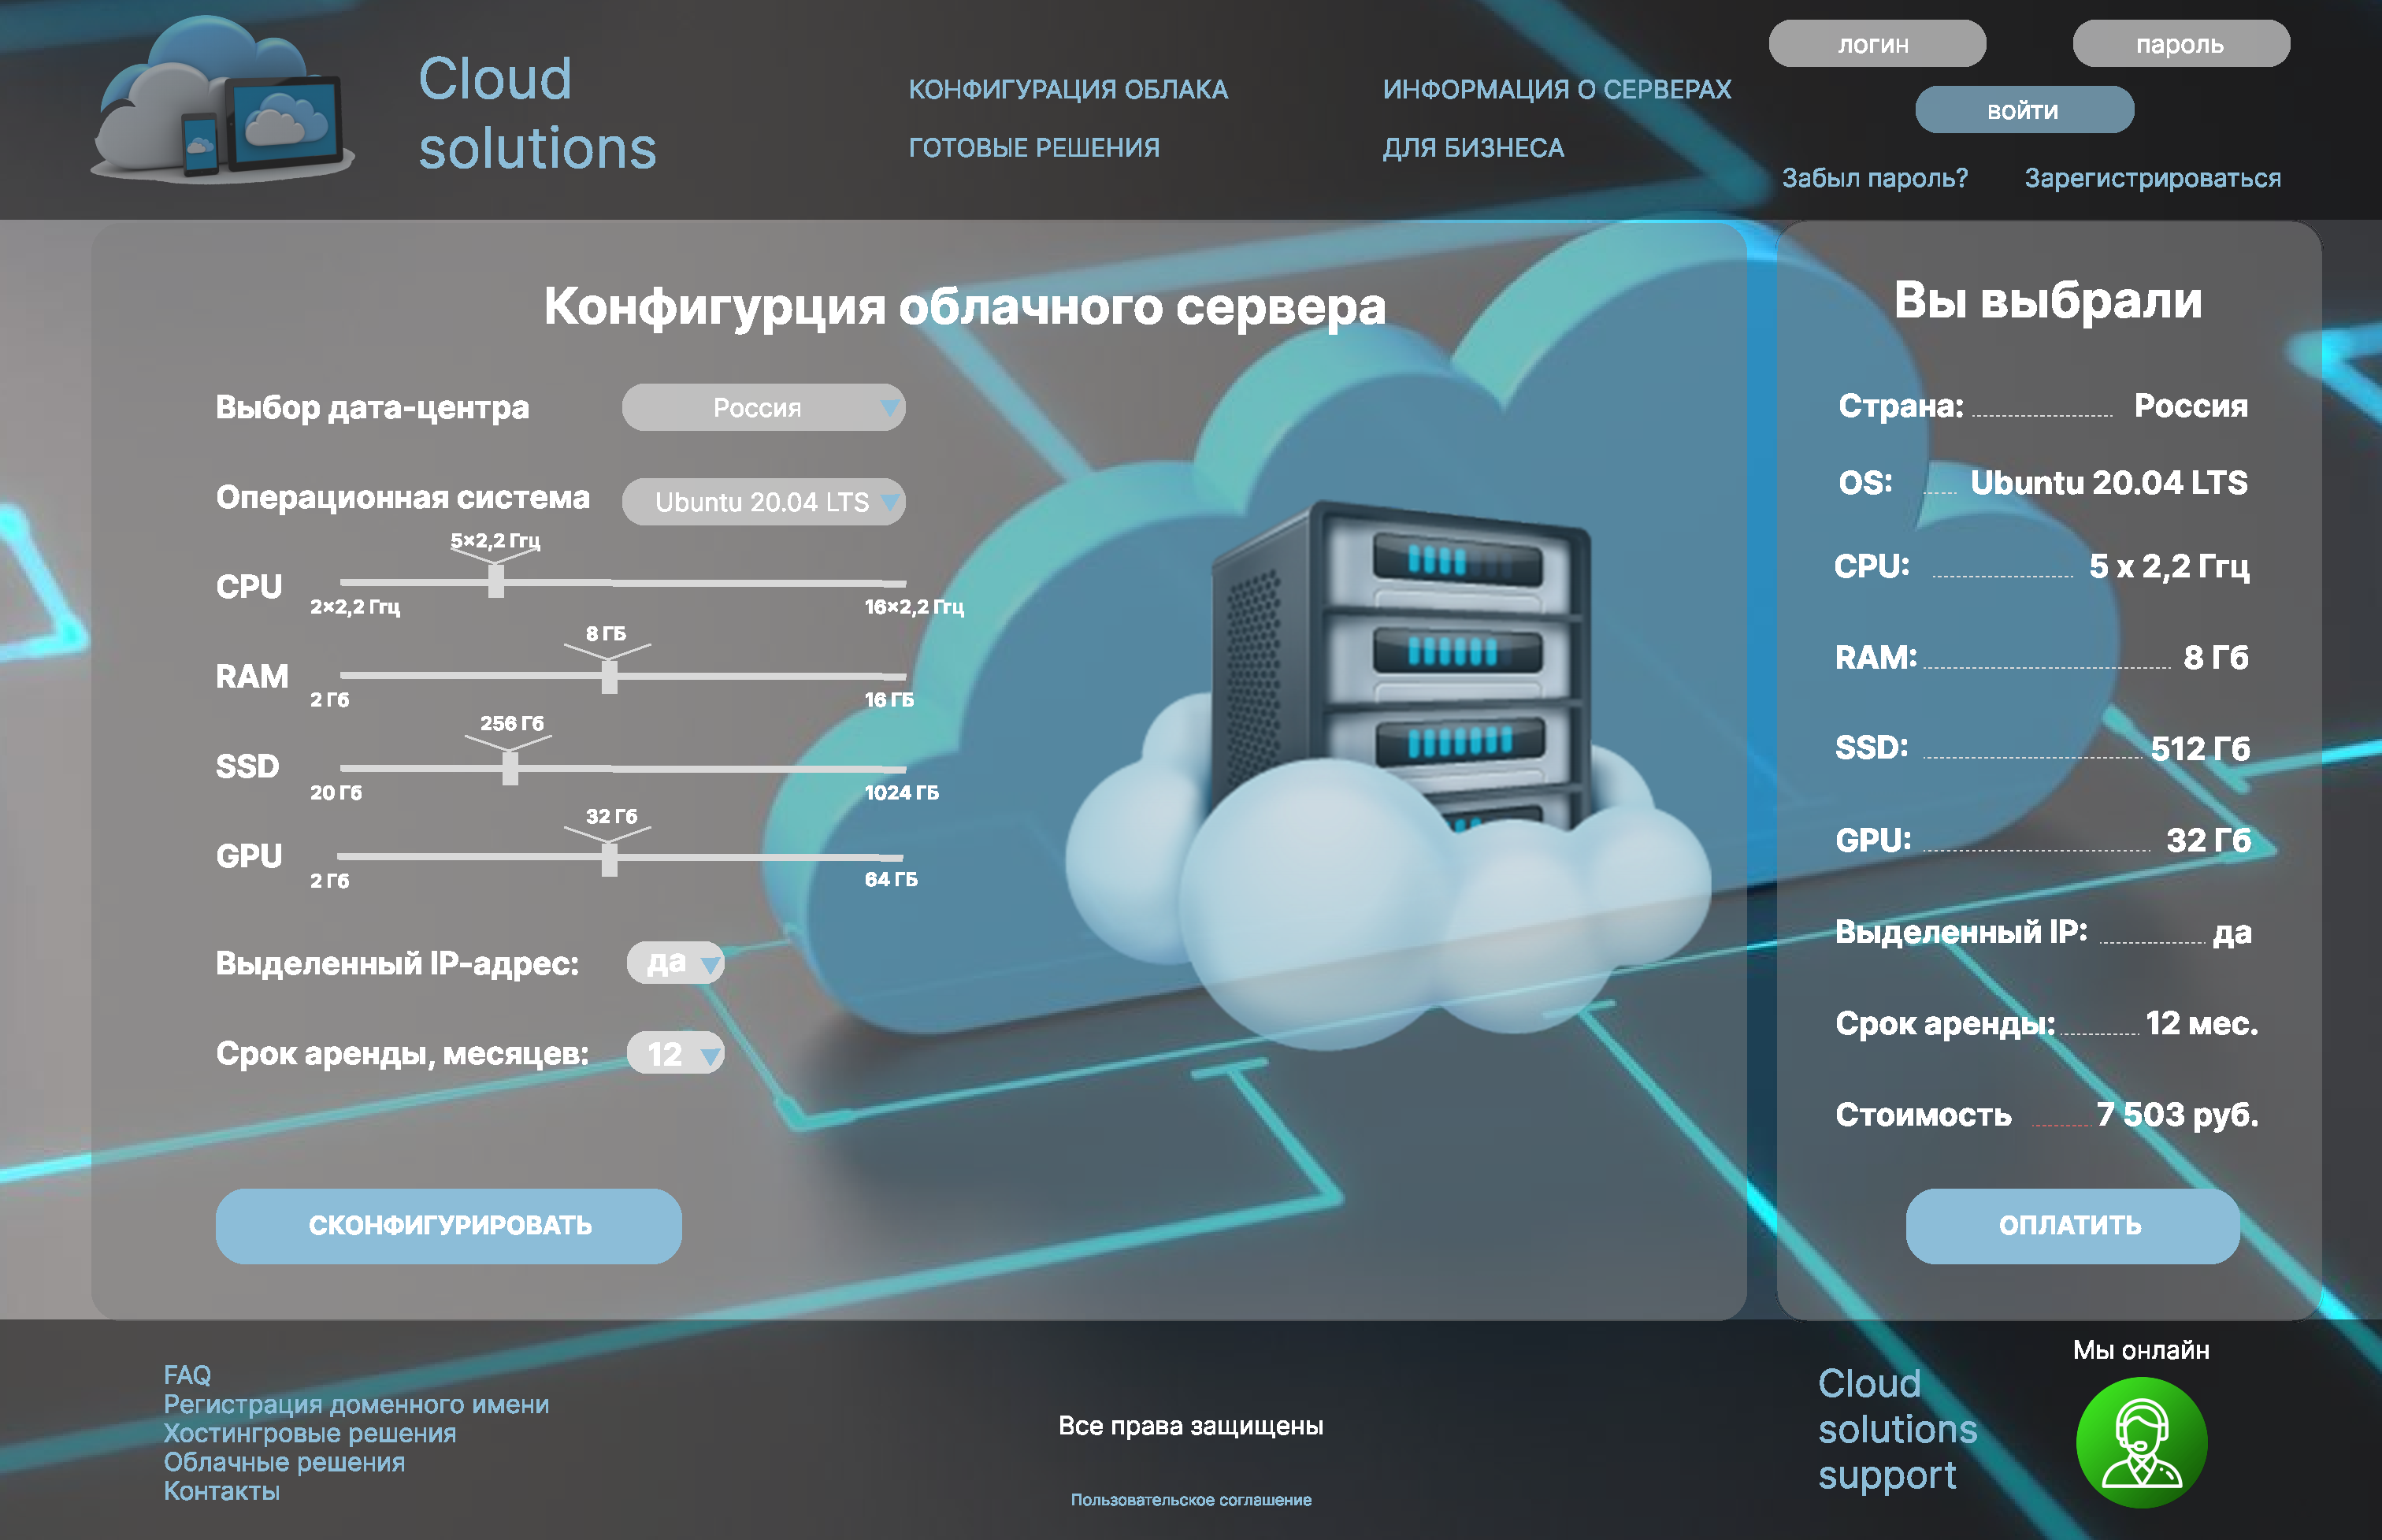 Cloud
solutions
КОНФИГУРАЦИЯ ОБЛАКА
ИНФОРМАЦИЯ О СЕРВЕРАХ
ГОТОВЫЕ РЕШЕНИЯ
ДЛЯ БИЗНЕСА
логин
пароль
войти
Забыл пароль?
Зарегистрироваться
Конфигурция облачного сервера
Выбор дата-центра
Россия
Операционная система
Ubuntu 20.04 LTS
5×2,2 Ггц
CPU
2×2,2 Ггц
16×2,2 Ггц
8 ГБ
RAM
2 Гб
16 ГБ
256 Гб
SSD
20 Гб
1024 ГБ
32 Гб
GPU
2 Гб
64 ГБ
Выделенный IP-адрес:
да
Срок аренды, месяцев:
12
СКОНФИГУРИРОВАТЬ
Вы выбрали
Страна: Россия
OS: Ubuntu 20.04 LTS
CPU: 5 x 2,2 Ггц
RAM: 8 Гб
SSD: 512 Гб
GPU: 32 Гб
Выделенный IP: да
Срок аренды: 12 мес.
Стоимость 7 503 руб.
ОПЛАТИТЬ
FAQ
Регистрация доменного имени
Хостингровые решения
Облачные решения
Контакты
Все права защищены
Пользовательское соглашение
Cloud
solutions
support
Мы онлайн